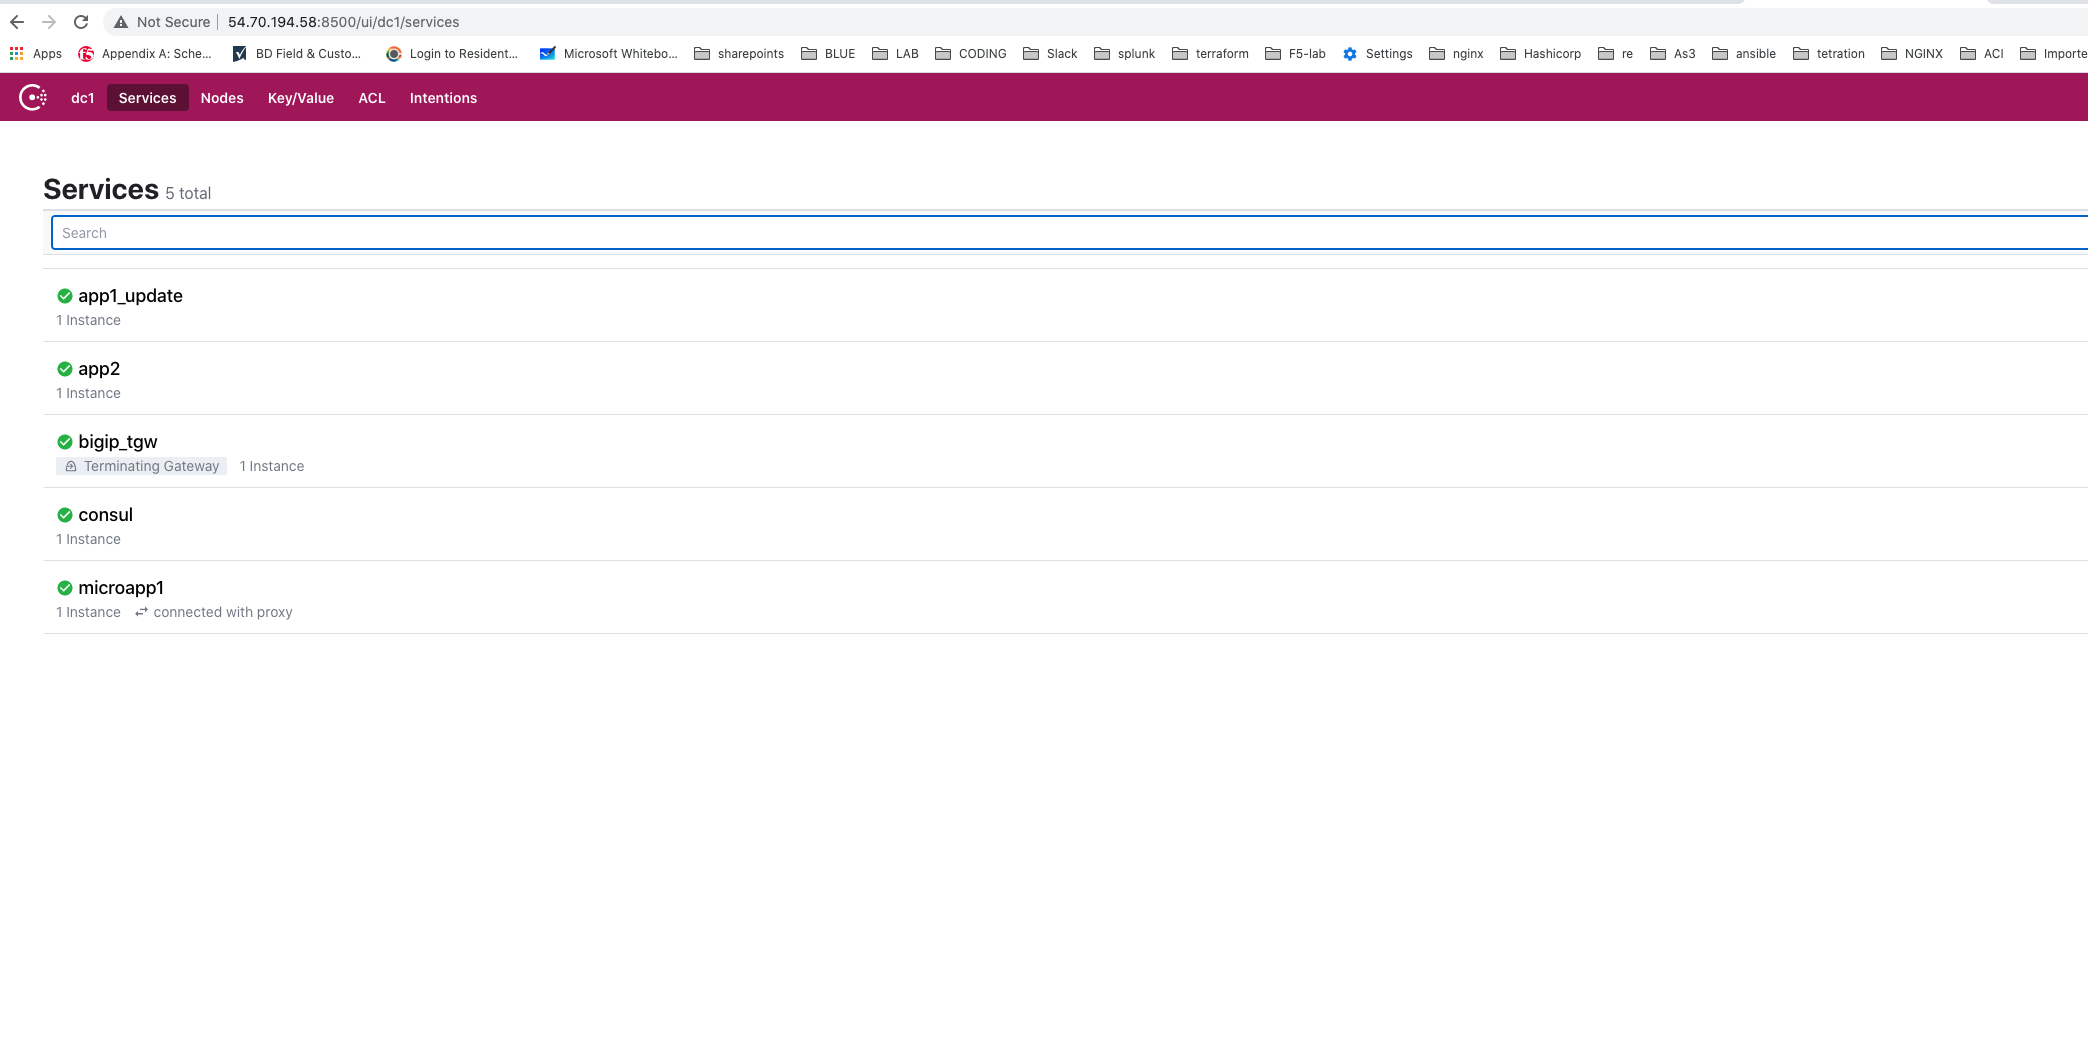 Not Secure 54.70.194.58:8500/ui/dc1/services
Apps Appendix A: Sche... BD Field & Custo... Login to Resident... Microsoft Whitebo... sharepoints BLUE LAB CODING Slack splunk terraform F5-lab Settings nginx Hashicorp re As3 ansible tetration NGINX ACI Importe
dc1 Services Nodes Key/Value ACL Intentions
Services 5 total
Search
app1_update
1 Instance
app2
1 Instance
bigip_tgw
Terminating Gateway 1 Instance
consul
1 Instance
microapp1
1 Instance connected with proxy